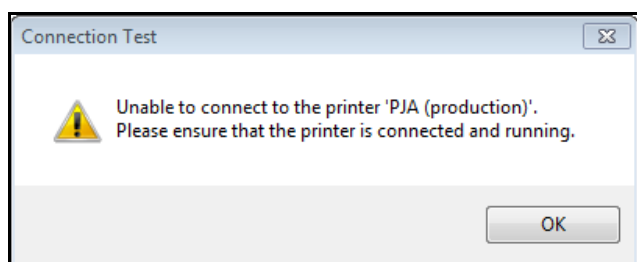 Connection Test
Unable to connect to the printer 'PJA (production)'.
Please ensure that the printer is connected and running.
OK